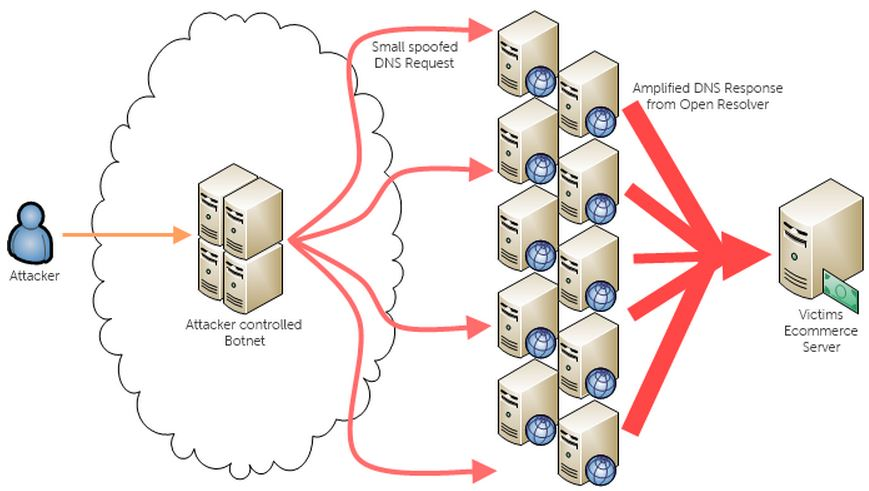 Small spoofed
DNS Request
Amplified DNS Response
from Open Resolver
Attacker
Attacker controlled
Botnet
Victims
Ecommerce
Server